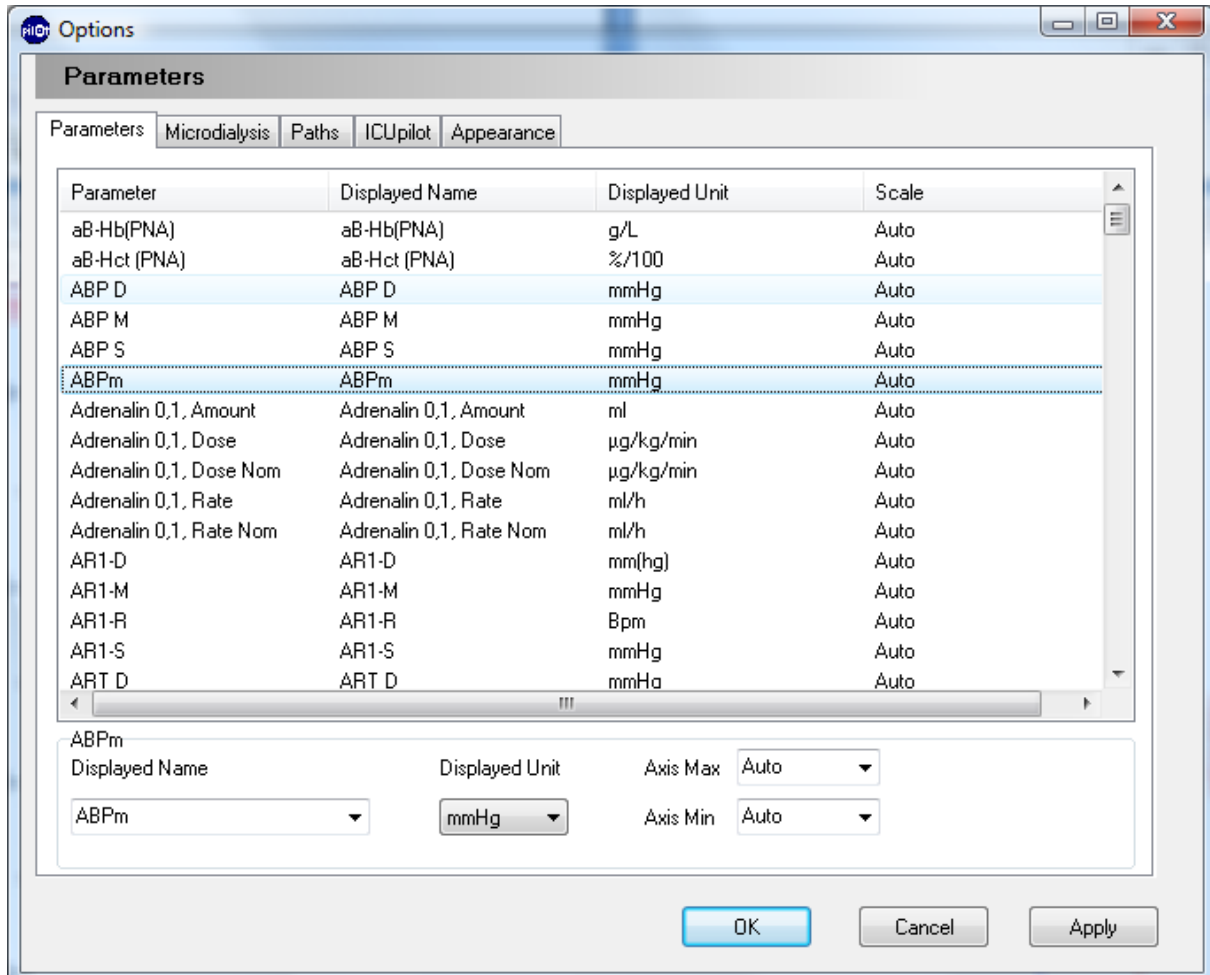 PILOt Options
Parameters
Parameters Microdialysis Paths ICUpilot Appearance
Parameter Displayed Name Displayed Unit Scale
aB-Hb(PNA) aB-Hb(PNA) g/L Auto
aB-Hct (PNA) aB-Hct (PNA) %/100 Auto
ABP D ABP D mmHg Auto
ABP M ABP M mmHg Auto
ABP S ABP S mmHg Auto
ABPm ABPm mmHg Auto
Adrenalin 0,1, Amount Adrenalin 0,1, Amount ml Auto
Adrenalin 0,1, Dose Adrenalin 0,1, Dose µg/kg/min Auto
Adrenalin 0,1, Dose Nom Adrenalin 0,1, Dose Nom µg/kg/min Auto
Adrenalin 0,1, Rate Adrenalin 0,1, Rate ml/h Auto
Adrenalin 0,1, Rate Nom Adrenalin 0,1, Rate Nom ml/h Auto
AR1-D AR1-D mm(hg) Auto
AR1-M AR1-M mmHg Auto
AR1-R AR1-R Bpm Auto
AR1-S AR1-S mmHg Auto
ART D ART D mmHg Auto
ABPm
Displayed Name Displayed Unit Axis Max Auto
ABPm mmHg Axis Min Auto
OK Cancel Apply